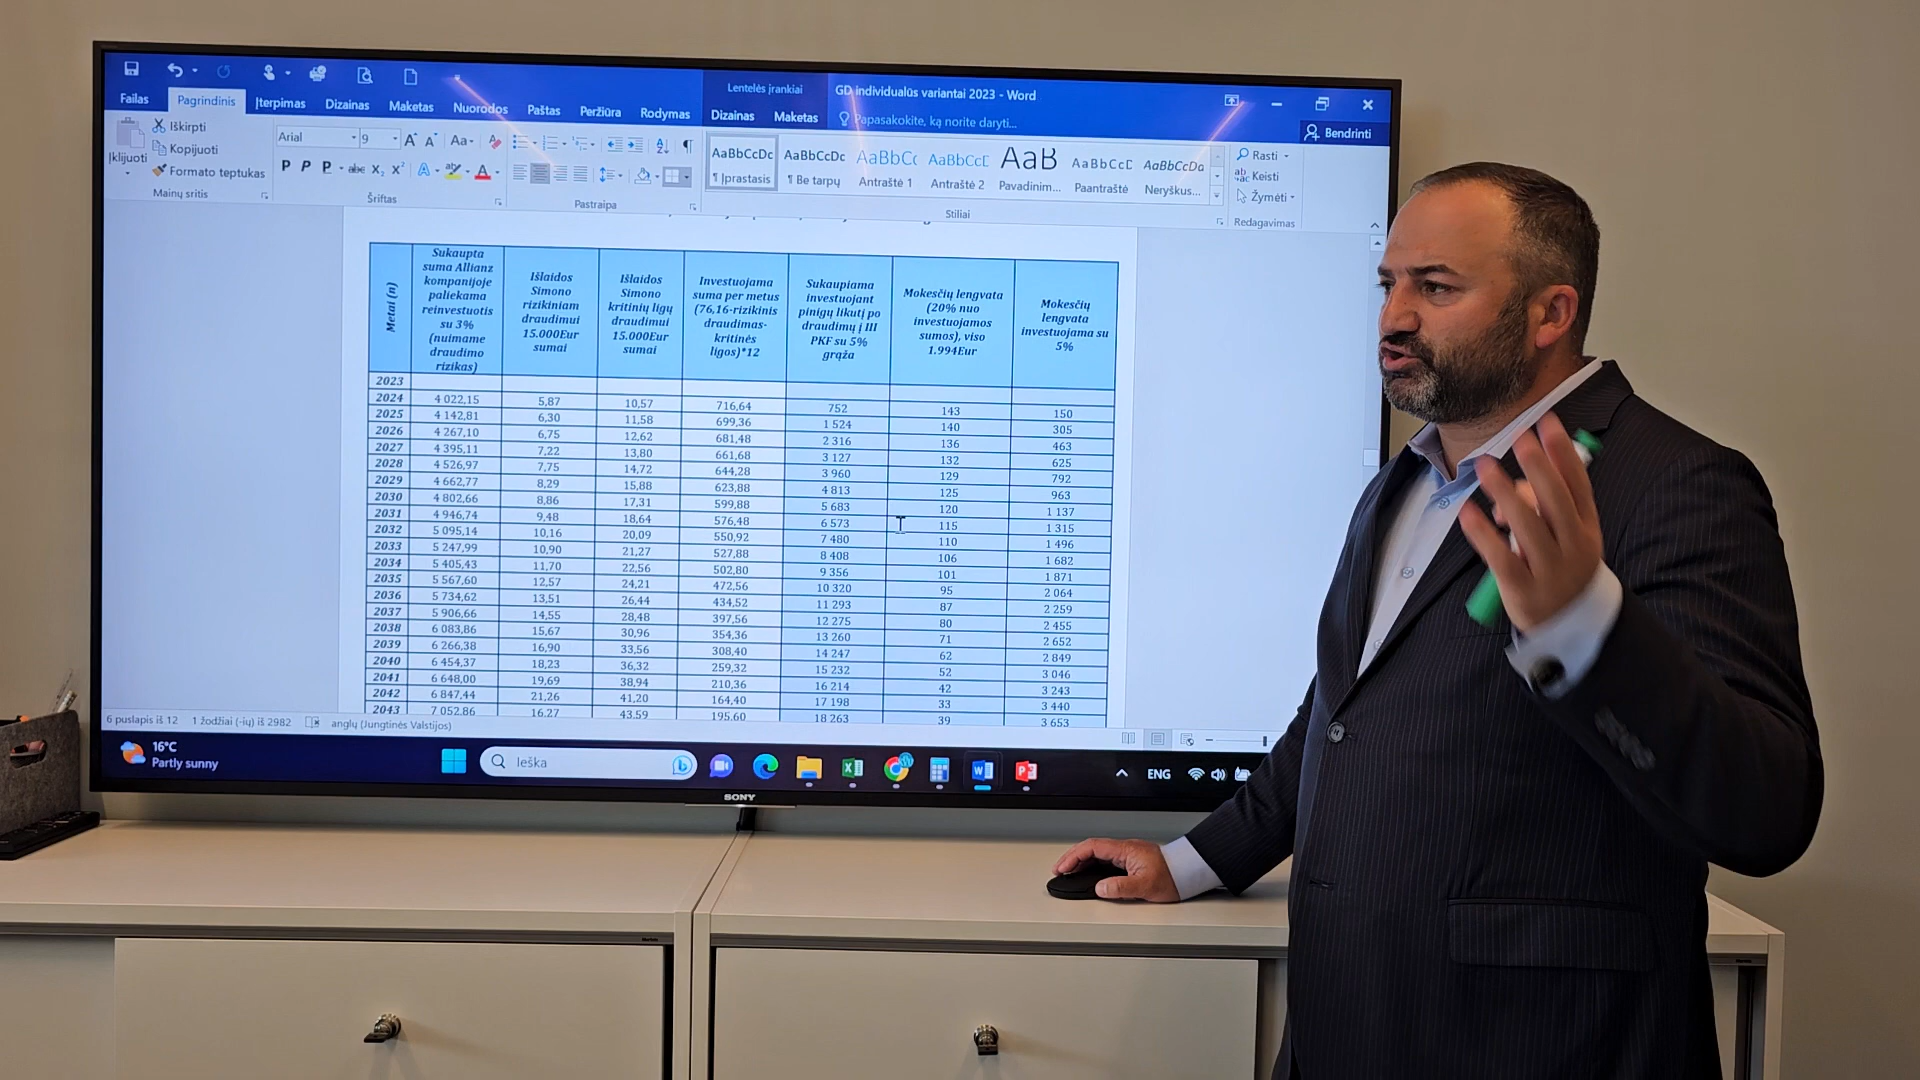 Lentelės įrankiai
GD individualūs variantai 2023 - Word
Failas Pagrindinis Įterpimas Dizainas Maketas Nuorodos Paštas Peržiūra Rodymas Dizainas Maketas Papasakokite, ką norite daryti... Bendrinti
Įklijuoti
Iškirpti
Kopijuoti
Formato teptukas
Mainų sritis
Arial 9
Šriftas
Pastraipa
AaBbCcDc AaBbCcDc AaBbCc AaBbCcE AaB AaBbCcE AaBbCcDa
¶ Įprastasis ¶ Be tarpų Antraštė 1 Antraštė 2 Pavadinim... Paantraštė Neryškus...
Stiliai
Rasti
Keisti
Žymėti
Redagavimas
Metai (n)
Sukaupta
suma Allianz
kompanijoje
paliekama
reinvestuotis
su 3%
(nuimame
draudimo
rizikas)
Išlaidos
Simono
rizikiniam
draudimui
15.000Eur
sumai
Išlaidos
Simono
kritinių ligų
draudimui
15.000Eur
sumai
Investuojama
suma per metus
(76,16-rizikinis
draudimas-
kritinės
ligos)*12
Sukaupiama
investuojant
pinigų likutį po
draudimų į III
PKF su 5%
grąža
Mokesčių lengvata
(20% nuo
investuojamos
sumos), viso
1.994Eur
Mokesčių
lengvata
investuojama su
5%
2023
2024 4 022,15 5,87 10,57 716,64 752 143 150
2025 4 142,81 6,30 11,58 699,36 1 524 140 305
2026 4 267,10 6,75 12,62 681,48 2 316 136 463
2027 4 395,11 7,22 13,80 661,68 3 127 132 625
2028 4 526,97 7,75 14,72 644,28 3 960 129 792
2029 4 662,77 8,29 15,88 623,88 4 813 125 963
2030 4 802,66 8,86 17,31 599,88 5 683 120 1 137
2031 4 946,74 9,48 18,64 576,48 6 573 115 1 315
2032 5 095,14 10,16 20,09 550,92 7 480 110 1 496
2033 5 247,99 10,90 21,27 527,88 8 408 106 1 682
2034 5 405,43 11,70 22,56 502,80 9 356 101 1 871
2035 5 567,60 12,57 24,21 472,56 10 320 95 2 064
2036 5 734,62 13,51 26,44 434,52 11 293 87 2 259
2037 5 906,66 14,55 28,48 397,56 12 275 80 2 455
2038 6 083,86 15,67 30,96 354,36 13 260 71 2 652
2039 6 266,38 16,90 33,56 308,40 14 247 62 2 849
2040 6 454,37 18,23 36,32 259,32 15 232 52 3 046
2041 6 648,00 19,69 38,94 210,36 16 214 42 3 243
2042 6 847,44 21,26 41,20 164,40 17 198 33 3 440
2043 7 052,86 16,27 43,59 195,60 18 263 39 3 653
6 puslapis iš 12 1 žodžiai (-ių) iš 2982 anglų (Jungtinės Valstijos)
16°C
Partly sunny
Ieška
ENG
SONY